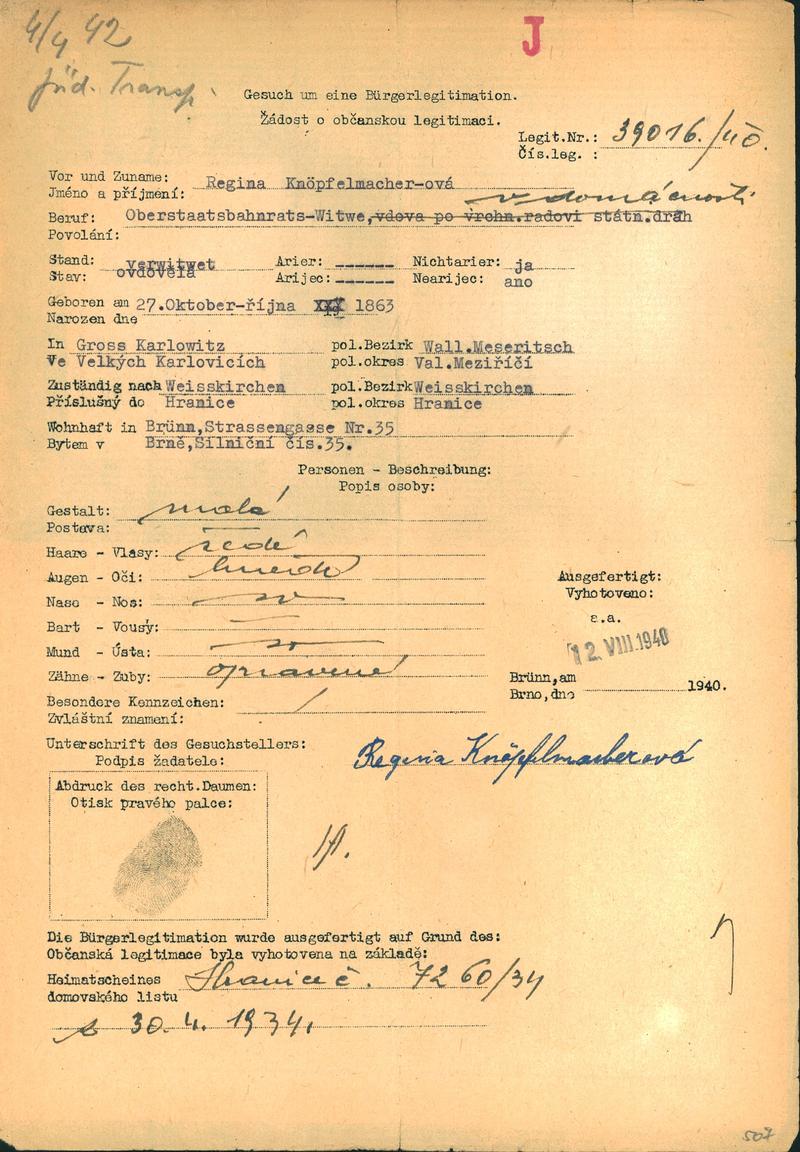 4/4 42
J
jüd. Transp.
Gesuch um eine Bürgerlegitimation.
Žádost o občanskou legitimaci.
Legit.Nr.: 39016./40.
Čís.leg. :
Vor und Zuname: Regina Knöpfelmacher-ová
Jméno a příjmení:
v domácnosti
Beruf: Oberstaatsbahnrats-Witwe,vdova po vrchn.radovi státn.drah
Povolání:
Stand: verwitwet Arier: ------ Nichtarier: ja
Stav: ovdovělá Arijec:------ Nearijec: ano
Geboren am 27.Oktober-října XXX 1863
Narozen dne
In Gross Karlowitz pol.Bezirk Wall.Meseritsch
Ve Velkých Karlovicích pol.okres Val.Meziříčí
Zuständig nach Weisskirchen pol.Bezirk Weisskirchen
Příslušný do Hranice pol.okres Hranice
Wohnhaft in Brünn,Strassengasse Nr.35
Bytem v Brně,Silniční čís.35.
Personen - Beschreibung:
Popis osoby:
Gestalt: malá
Postava:
Haare - Vlasy: šedé
Augen - Oči: hnědé
Nase - Nos:
Bart - Vousy: —
Mund - Ústa:
Zähne - Zuby: opravené
Besondere Kennzeichen: /
Zvláštní znamení:
Ausgefertigt:
Vyhotoveno:
a.a.
12.VIII.1940
Brünn,am
Brno,dne 1940.
Unterschrift des Gesuchstellers:
Podpis žadatele: Regina Knöpfelmacherová
Abdruck des recht.Daumen:
Otisk pravého palce:
Die Bürgerlegitimation wurde ausgefertigt auf Grund des:
Občanská legitimace byla vyhotovena na základě:
Heimatscheines Hranice č. 7260/34
domovského listu
z 30.4.1934.
507